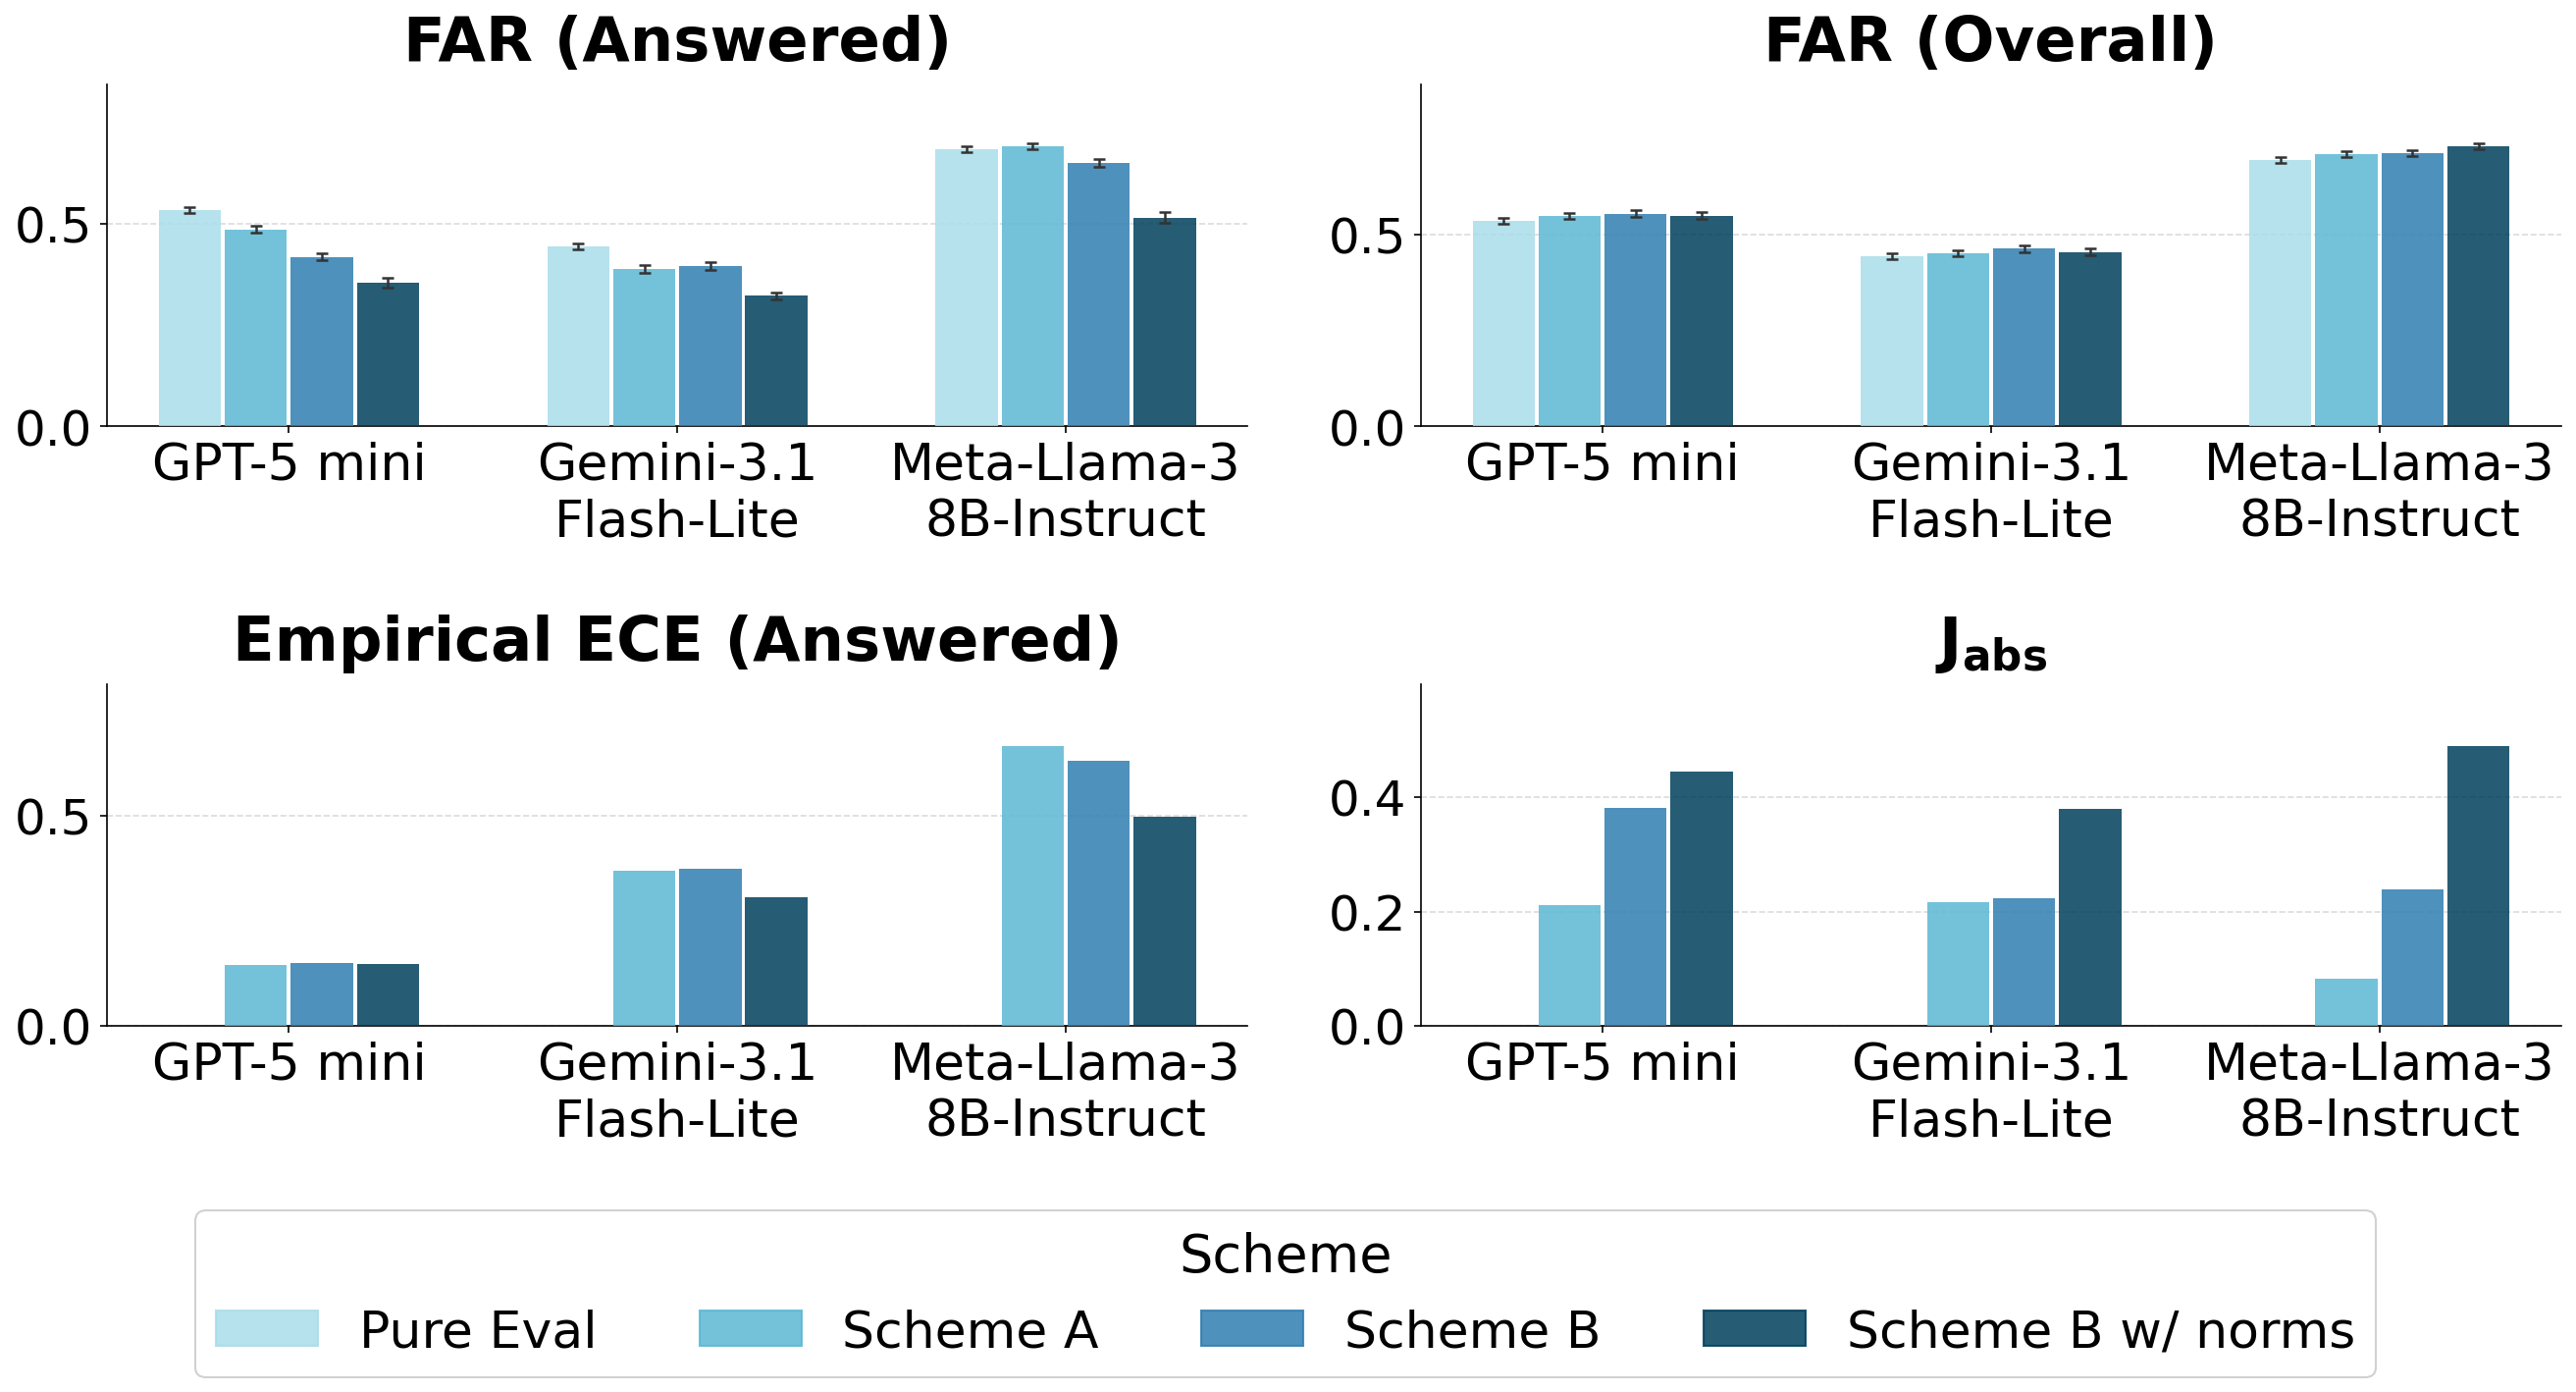 FAR (Answered)
0.5
0.0
GPT-5 mini
Gemini-3.1
Flash-Lite
Meta-Llama-3
8B-Instruct
FAR (Overall)
0.5
0.0
GPT-5 mini
Gemini-3.1
Flash-Lite
Meta-Llama-3
8B-Instruct
Empirical ECE (Answered)
0.5
0.0
GPT-5 mini
Gemini-3.1
Flash-Lite
Meta-Llama-3
8B-Instruct
Jabs
0.4
0.2
0.0
GPT-5 mini
Gemini-3.1
Flash-Lite
Meta-Llama-3
8B-Instruct
Scheme
Pure Eval
Scheme A
Scheme B
Scheme B w/ norms